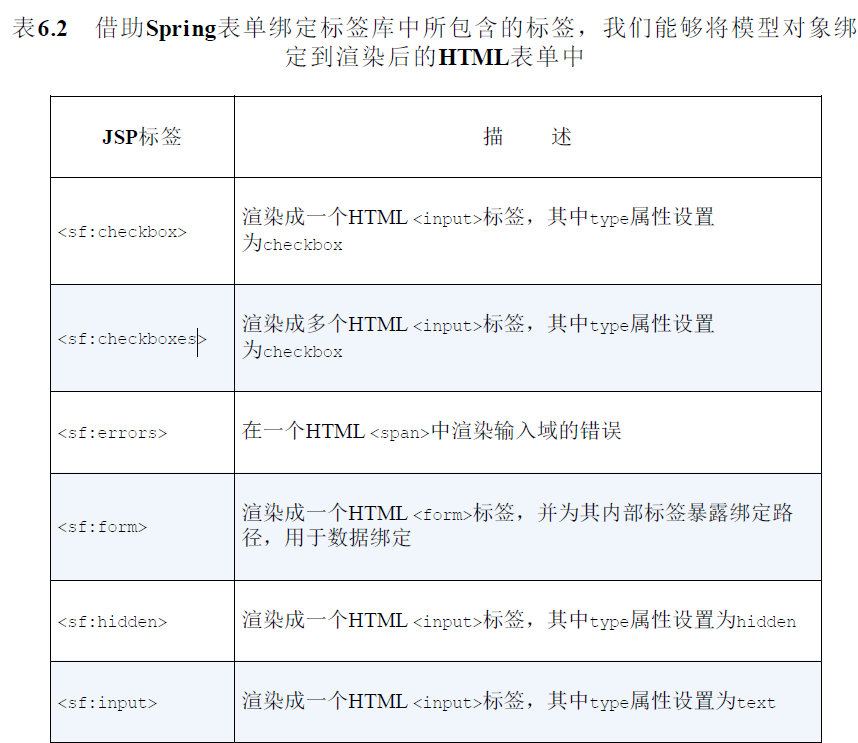 表6.2 借助Spring表单绑定标签库中所包含的标签，我们能够将模型对象绑
定到渲染后的HTML表单中
JSP标签 描 述
<sf:checkbox> 渲染成一个HTML <input>标签，其中type属性设置
为checkbox
<sf:checkboxes> 渲染成多个HTML <input>标签，其中type属性设置
为checkbox
<sf:errors> 在一个HTML <span>中渲染输入域的错误
<sf:form> 渲染成一个HTML <form>标签，并为其内部标签暴露绑定路
径，用于数据绑定
<sf:hidden> 渲染成一个HTML <input>标签，其中type属性设置为hidden
<sf:input> 渲染成一个HTML <input>标签，其中type属性设置为text